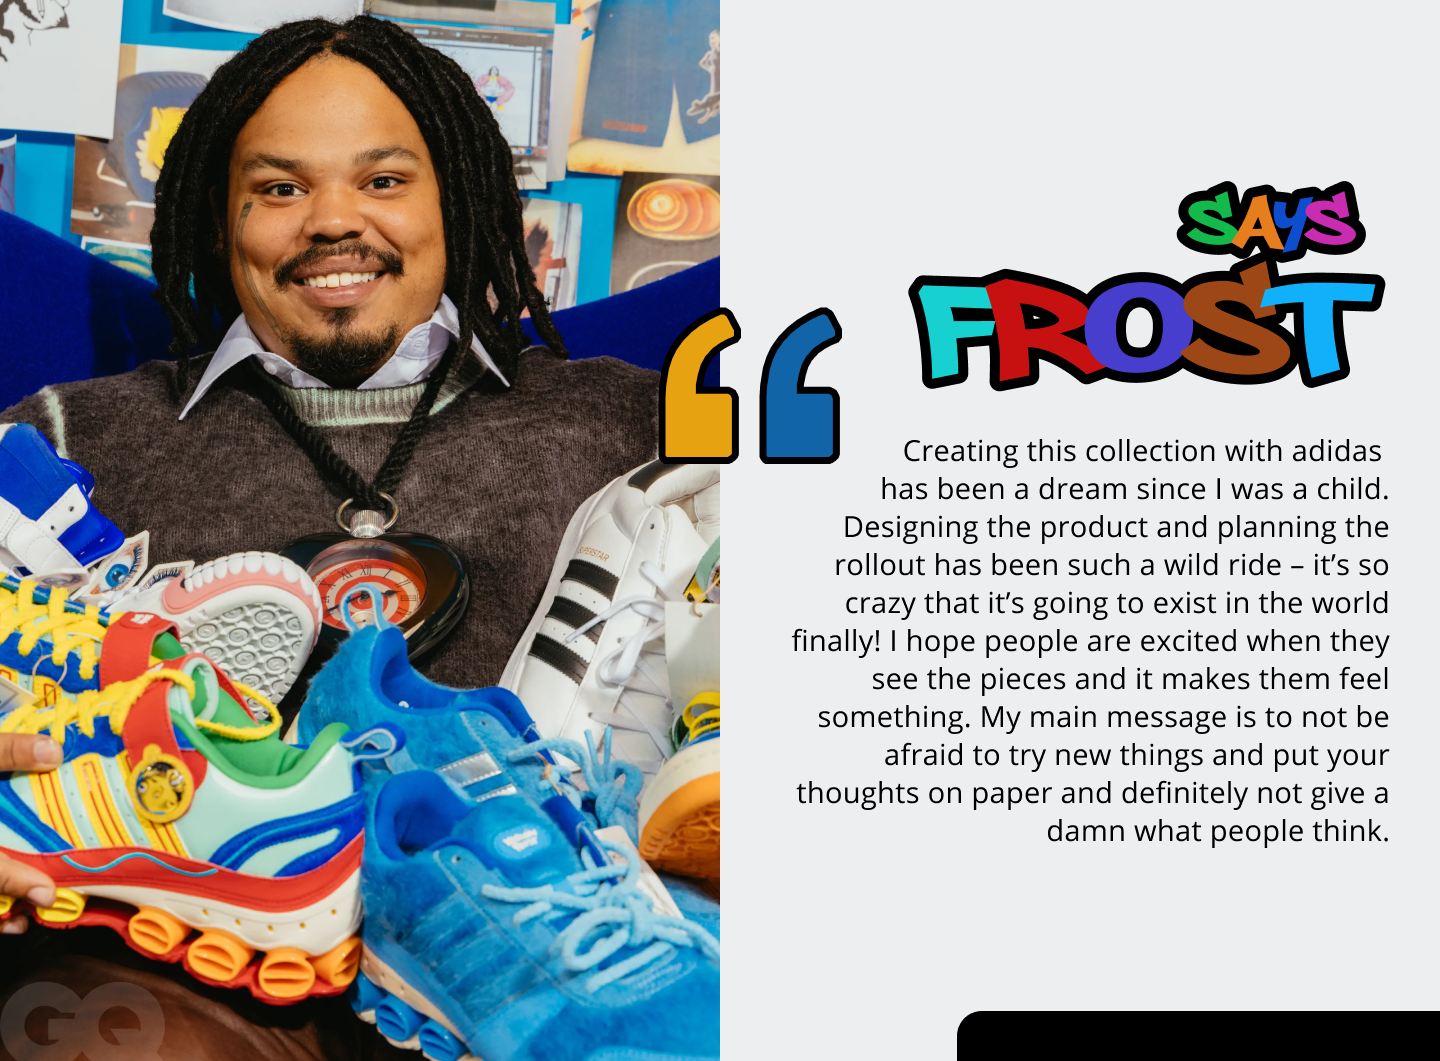 SAYS
FROST
“
Creating this collection with adidas
has been a dream since I was a child.
Designing the product and planning the
rollout has been such a wild ride – it’s so
crazy that it’s going to exist in the world
finally! I hope people are excited when they
see the pieces and it makes them feel
something. My main message is to not be
afraid to try new things and put your
thoughts on paper and definitely not give a
damn what people think.
SUPERSTAR
GQ